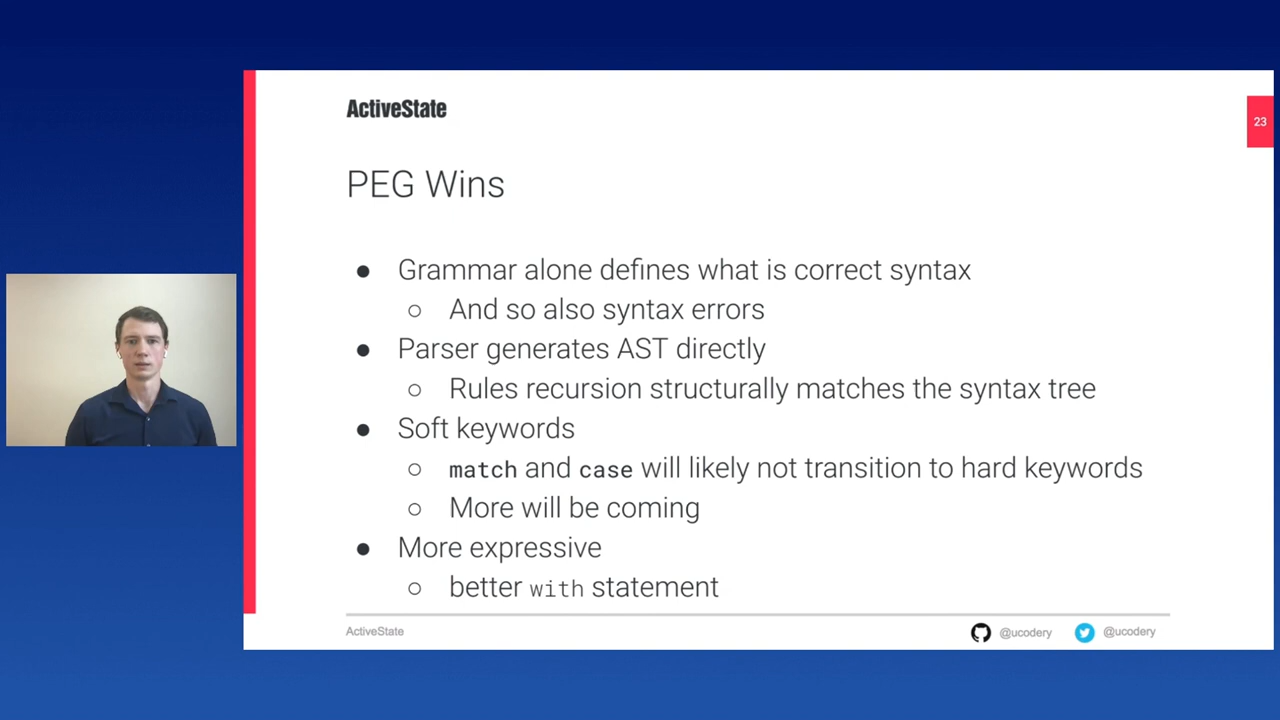 ActiveState
23
PEG Wins
● Grammar alone defines what is correct syntax
○ And so also syntax errors
● Parser generates AST directly
○ Rules recursion structurally matches the syntax tree
● Soft keywords
○ match and case will likely not transition to hard keywords
○ More will be coming
● More expressive
○ better with statement
ActiveState
@ucodery @ucodery